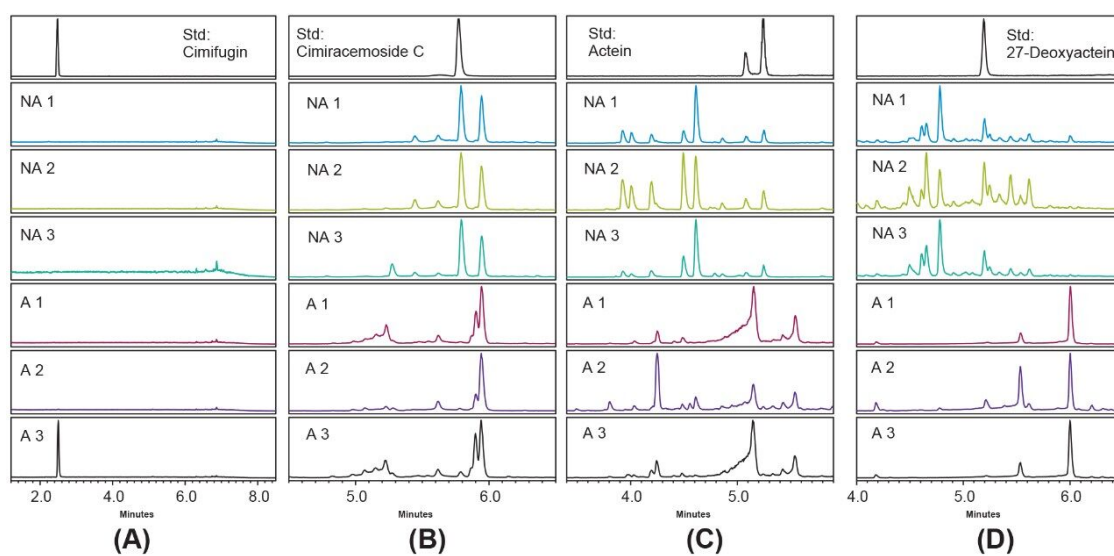 Std:
Cimifugin
NA 1
NA 2
NA 3
A 1
A 2
A 3
2.0 4.0 6.0 8.0
Minutes
(A)
Std:
Cimiracemoside C
NA 1
NA 2
NA 3
A 1
A 2
A 3
5.0 6.0
Minutes
(B)
Std:
Actein
NA 1
NA 2
NA 3
A 1
A 2
A 3
4.0 5.0
Minutes
(C)
Std:
27-Deoxyactein
NA 1
NA 2
NA 3
A 1
A 2
A 3
4.0 5.0 6.0
Minutes
(D)